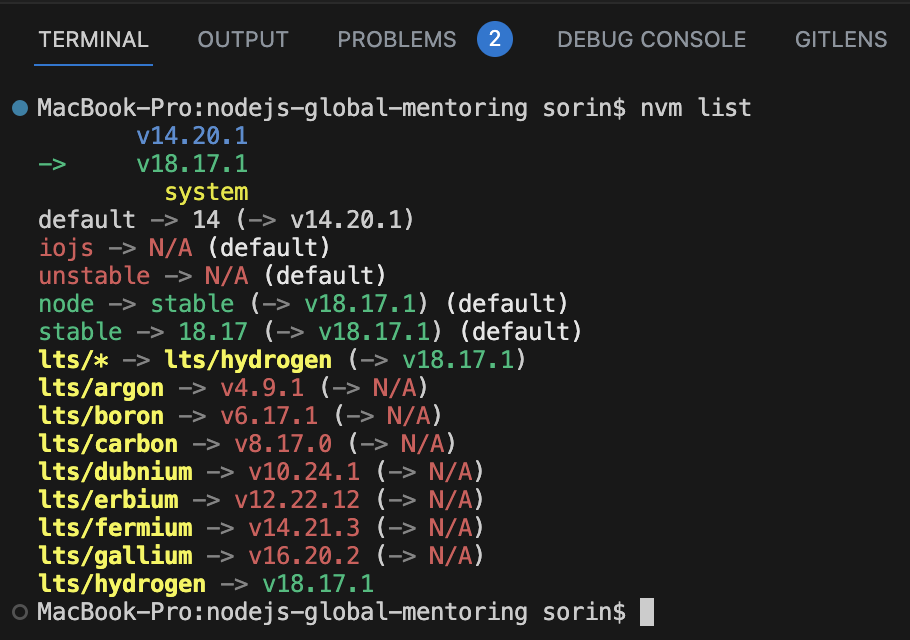 TERMINAL OUTPUT PROBLEMS 2 DEBUG CONSOLE GITLENS
MacBook-Pro:nodejs-global-mentoring sorin$ nvm list
v14.20.1
-> v18.17.1
system
default -> 14 (-> v14.20.1)
iojs -> N/A (default)
unstable -> N/A (default)
node -> stable (-> v18.17.1) (default)
stable -> 18.17 (-> v18.17.1) (default)
lts/* -> lts/hydrogen (-> v18.17.1)
lts/argon -> v4.9.1 (-> N/A)
lts/boron -> v6.17.1 (-> N/A)
lts/carbon -> v8.17.0 (-> N/A)
lts/dubnium -> v10.24.1 (-> N/A)
lts/erbium -> v12.22.12 (-> N/A)
lts/fermium -> v14.21.3 (-> N/A)
lts/gallium -> v16.20.2 (-> N/A)
lts/hydrogen -> v18.17.1
MacBook-Pro:nodejs-global-mentoring sorin$